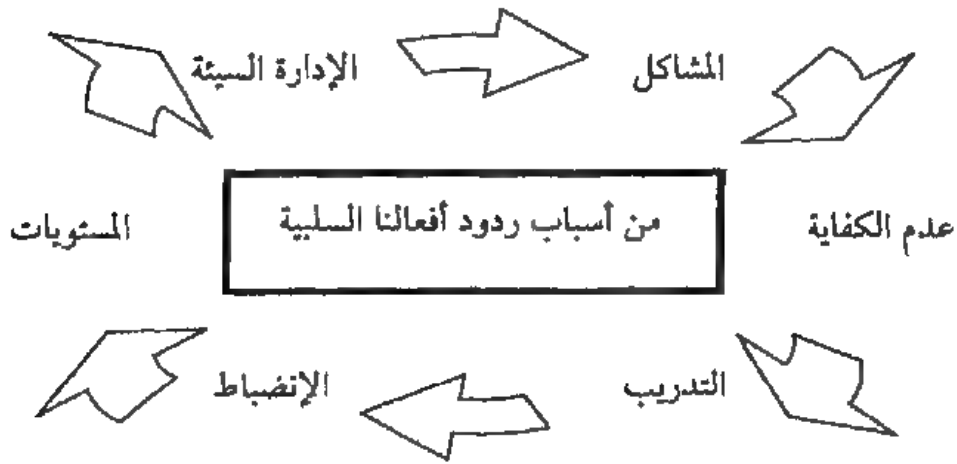 المشاكل
الإدارة السيئة
من أسباب ردود أفعالنا السلبية
عدم الكفاية
المستويات
التدريب
الإنضباط